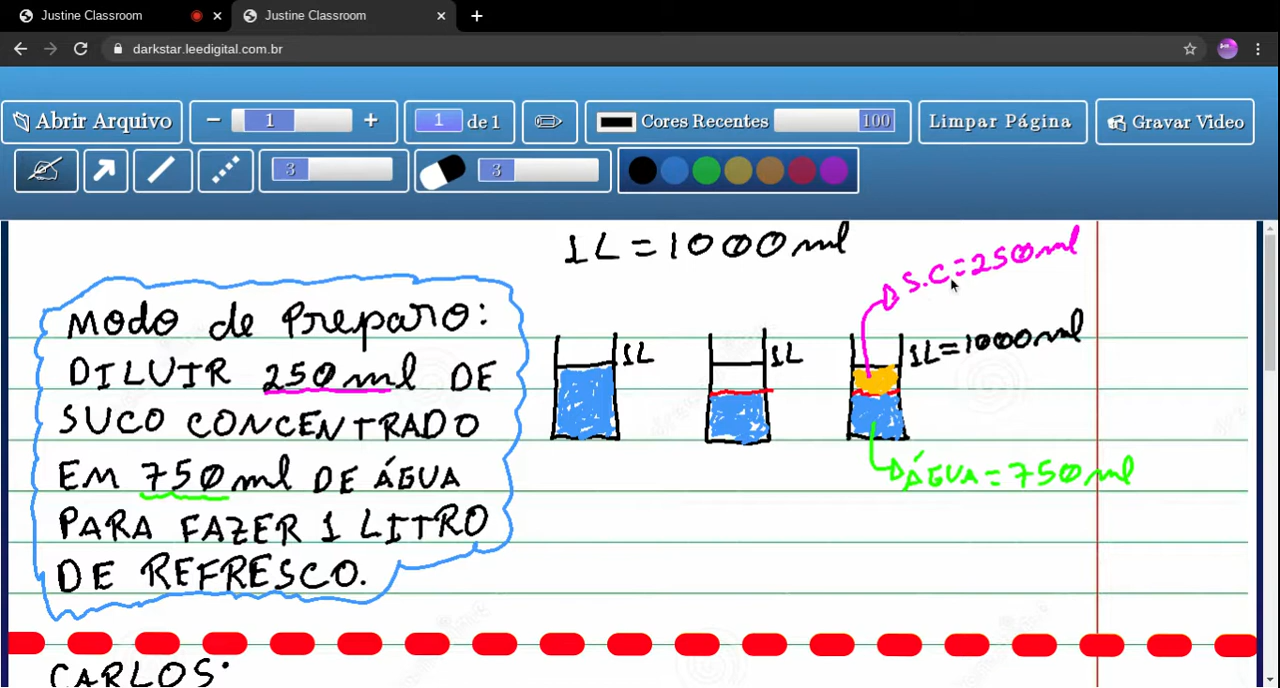 Justine Classroom
Justine Classroom
darkstar.leedigital.com.br
Abrir Arquivo
− 1 +
1 de 1
Cores Recentes 100
Limpar Página
Gravar Video
3
3
1L = 1000ml
S.C = 250ml
Modo de Preparo:
DILUIR 250ml DE
SUCO CONCENTRADO
EM 750ml DE ÁGUA
PARA FAZER 1 LITRO
DE REFRESCO.
1L
1L
1L = 1000ml
ÁGUA = 750ml
CARLOS: